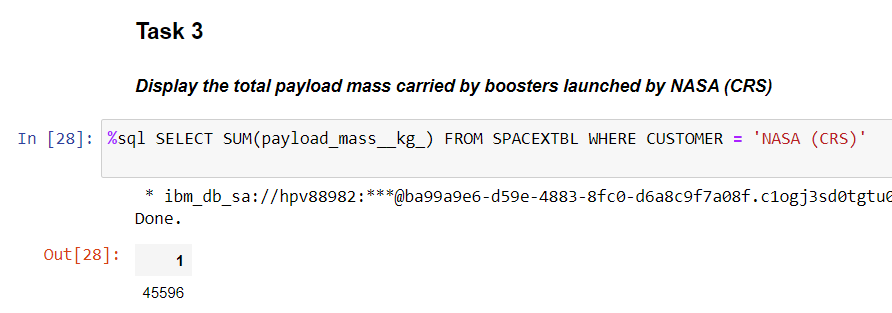 Task 3
Display the total payload mass carried by boosters launched by NASA (CRS)
In [28]: %sql SELECT SUM(payload_mass__kg_) FROM SPACEXTBL WHERE CUSTOMER = 'NASA (CRS)'
* ibm_db_sa://hpv88982:***@ba99a9e6-d59e-4883-8fc0-d6a8c9f7a08f.c1ogj3sd0tgtu0
Done.
Out[28]: 1
45596